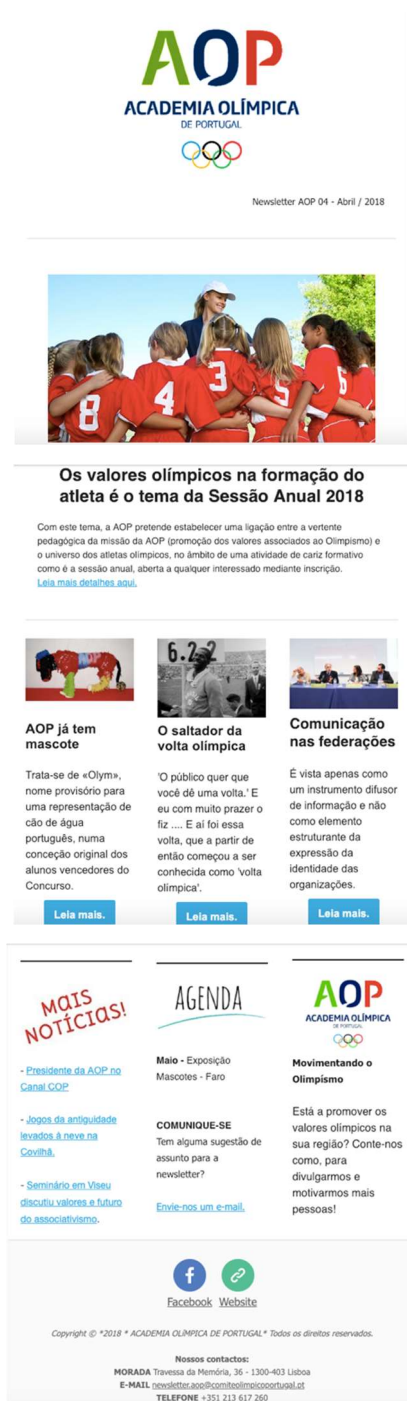 AOP
ACADEMIA OLÍMPICA
DE PORTUGAL
Newsletter AOP 04 - Abril / 2018
8
4
3
5
6
Os valores olímpicos na formação do
atleta é o tema da Sessão Anual 2018
Com este tema, a AOP pretende estabelecer uma ligação entre a vertente
pedagógica da missão da AOP (promoção dos valores associados ao Olimpismo) e
o universo dos atletas olímpicos, no âmbito de uma atividade de cariz formativo
como é a sessão anual, aberta a qualquer interessado mediante inscrição.
Leia mais detalhes aqui.
AOP já tem
mascote
Trata-se de «Olym»,
nome provisório para
uma representação de
cão de água
português, numa
conceção original dos
alunos vencedores do
Concurso.
Leia mais.
6.22
O saltador da
volta olímpica
'O público quer que
você dê uma volta.' E
eu com muito prazer o
fiz .... E aí foi essa
volta, que a partir de
então começou a ser
conhecida como 'volta
olímpica'.
Leia mais.
Comunicação
nas federações
É vista apenas como
um instrumento difusor
de informação e não
como elemento
estruturante da
expressão da
identidade das
organizações.
Leia mais.
MAIS
NOTÍCIAS!
- Presidente da AOP no
Canal COP
- Jogos da antiguidade
levados à neve na
Covilhã.
- Seminário em Viseu
discutiu valores e futuro
do associativismo.
AGENDA
Maio - Exposição
Mascotes - Faro
COMUNIQUE-SE
Tem alguma sugestão de
assunto para a
newsletter?
Envie-nos um e-mail.
AOP
ACADEMIA OLÍMPICA
DE PORTUGAL
Movimentando o
Olimpísmo
Está a promover os
valores olímpicos na
sua região? Conte-nos
como, para
divulgarmos e
motivarmos mais
pessoas!
Facebook Website
Copyright © *2018 * ACADEMIA OLÍMPICA DE PORTUGAL* Todos os direitos reservados.
Nossos contactos:
MORADA Travessa da Memória, 36 - 1300-403 Lisboa
E-MAIL newsletter.aop@comiteolimpicoportugal.pt
TELEFONE +351 213 617 260